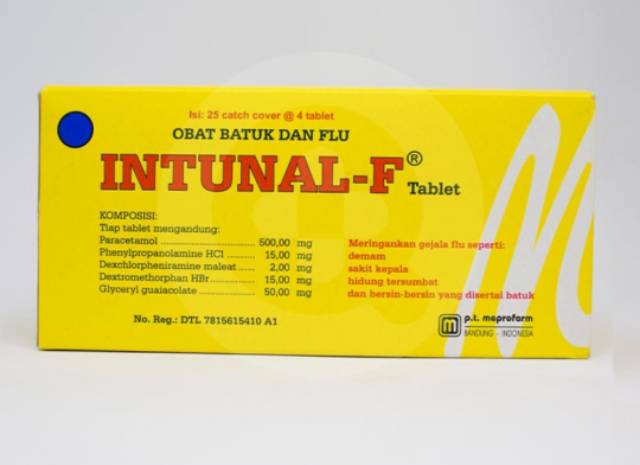 Isi: 25 catch cover @ 4 tablet
OBAT BATUK DAN FLU
INTUNAL-F® Tablet
KOMPOSISI:
Tiap tablet mengandung:
Paracetamol ........................ 500,00 mg
Phenylpropanolamine HCl ........ 15,00 mg
Dexchlorpheniramine maleat ..... 2,00 mg
Dextromethorphan HBr ............. 15,00 mg
Glyceryl guaiacolate ................ 50,00 mg
Meringankan gejala flu seperti:
demam
sakit kepala
hidung tersumbat
dan bersin-bersin yang disertai batuk
No. Reg.: DTL 7815615410 A1
m p.t. meprofarm
BANDUNG - INDONESIA